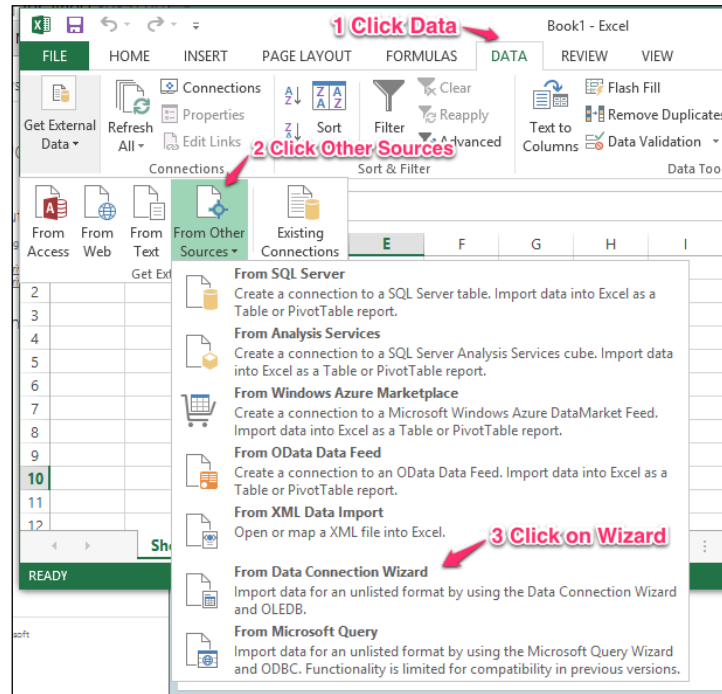 1 Click Data
Book1 - Excel
FILE HOME INSERT PAGE LAYOUT FORMULAS DATA REVIEW VIEW
Get External
Data
Refresh
All
Connections
Properties
Edit Links
Connections
Sort
Filter
Clear
Reapply
Advanced
Sort & Filter
Text to
Columns
Flash Fill
Remove Duplicates
Data Validation
Data Too
2 Click Other Sources
From
Access
From
Web
From
Text
From Other
Sources
Existing
Connections
Get Ext
E F G H I
2
3
4
5
6
7
8
9
10
11
12
From SQL Server
Create a connection to a SQL Server table. Import data into Excel as a
Table or PivotTable report.
From Analysis Services
Create a connection to a SQL Server Analysis Services cube. Import data
into Excel as a Table or PivotTable report.
From Windows Azure Marketplace
Create a connection to a Microsoft Windows Azure DataMarket Feed.
Import data into Excel as a Table or PivotTable report.
From OData Data Feed
Create a connection to an OData Data Feed. Import data into Excel as a
Table or PivotTable report.
From XML Data Import
Open or map a XML file into Excel.
3 Click on Wizard
From Data Connection Wizard
Import data for an unlisted format by using the Data Connection Wizard
and OLEDB.
From Microsoft Query
Import data for an unlisted format by using the Microsoft Query Wizard
and ODBC. Functionality is limited for compatibility in previous versions.
She
READY
soft